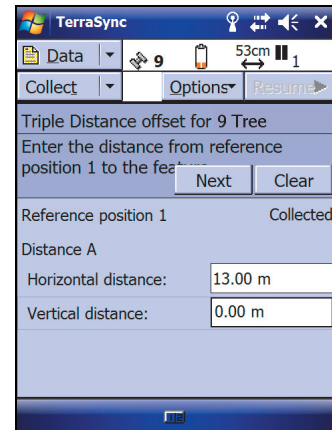 TerraSync
Data 9 53cm 1
Collect Options Resume
Triple Distance offset for 9 Tree
Enter the distance from reference
position 1 to the feature
Next Clear
Reference position 1 Collected
Distance A
Horizontal distance: 13.00 m
Vertical distance: 0.00 m